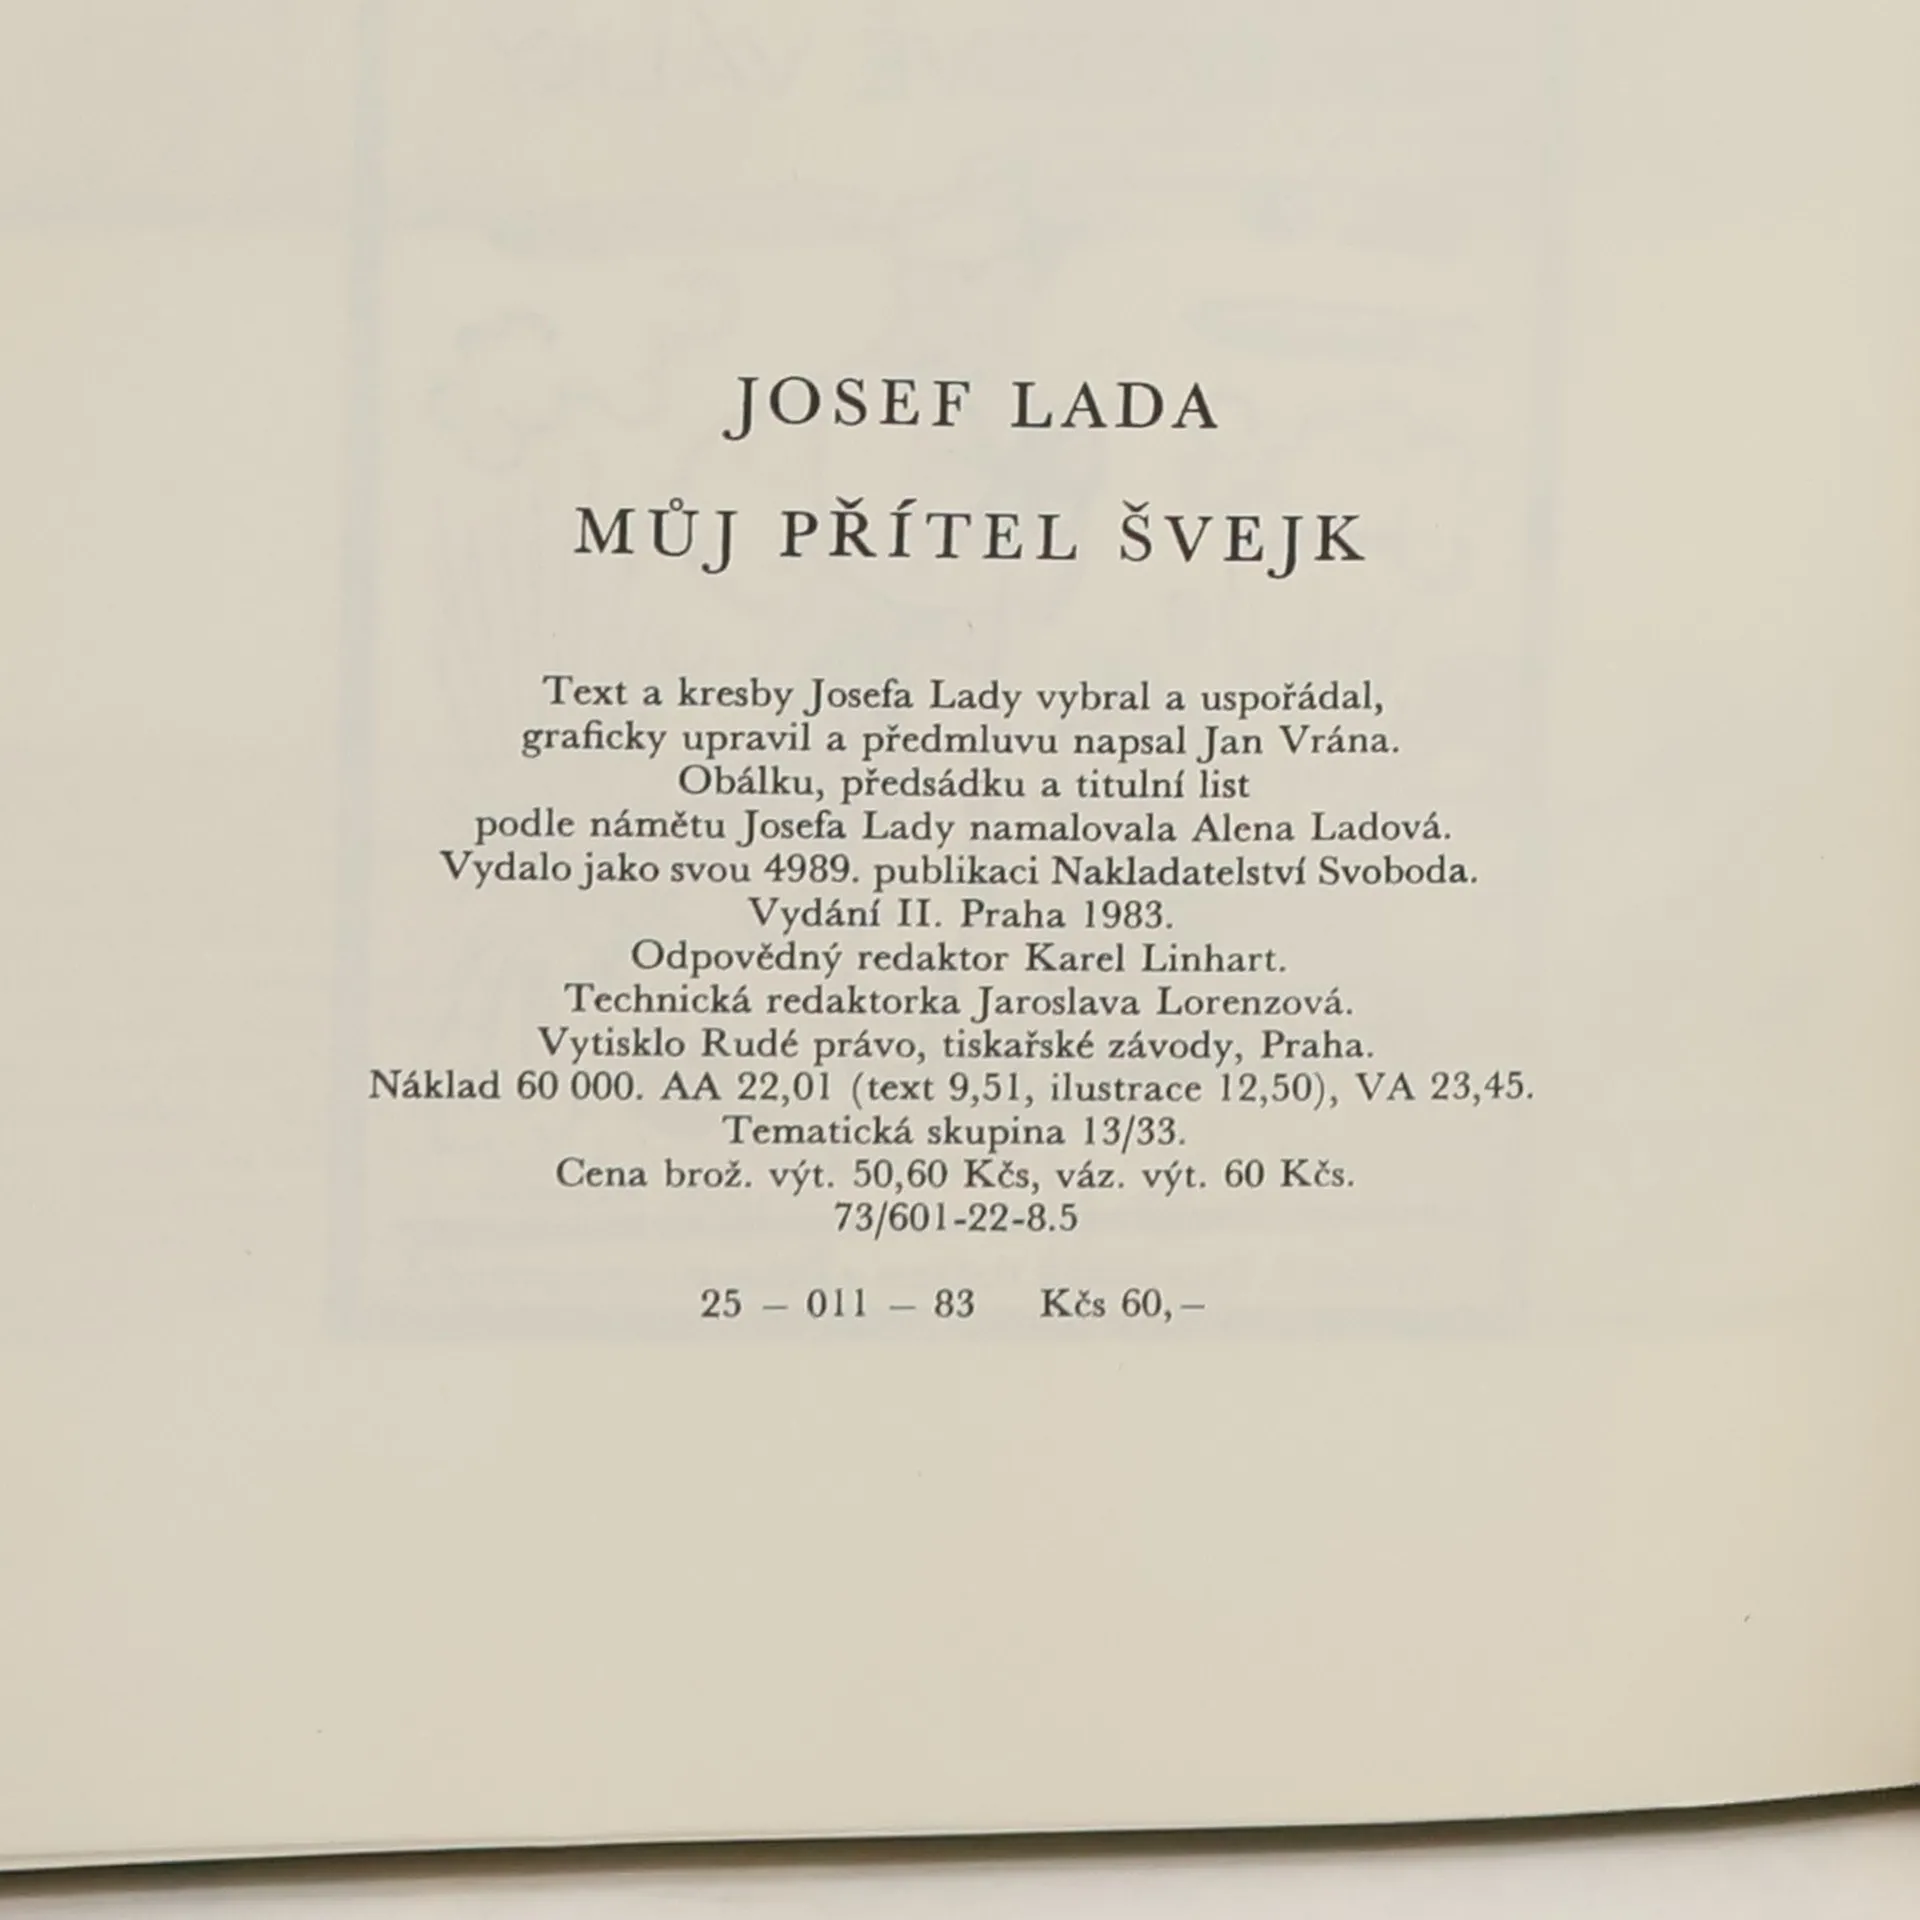 JOSEF LADA
MŮJ PŘÍTEL ŠVEJK
Text a kresby Josefa Lady vybral a uspořádal,
graficky upravil a předmluvu napsal Jan Vrána.
Obálku, předsádku a titulní list
podle námětu Josefa Lady namalovala Alena Ladová.
Vydalo jako svou 4989. publikaci Nakladatelství Svoboda.
Vydání II. Praha 1983.
Odpovědný redaktor Karel Linhart.
Technická redaktorka Jaroslava Lorenzová.
Vytisklo Rudé právo, tiskařské závody, Praha.
Náklad 60 000. AA 22,01 (text 9,51, ilustrace 12,50), VA 23,45.
Tematická skupina 13/33.
Cena brož. výt. 50,60 Kčs, váz. výt. 60 Kčs.
73/601-22-8.5
25 – 011 – 83 Kčs 60,–